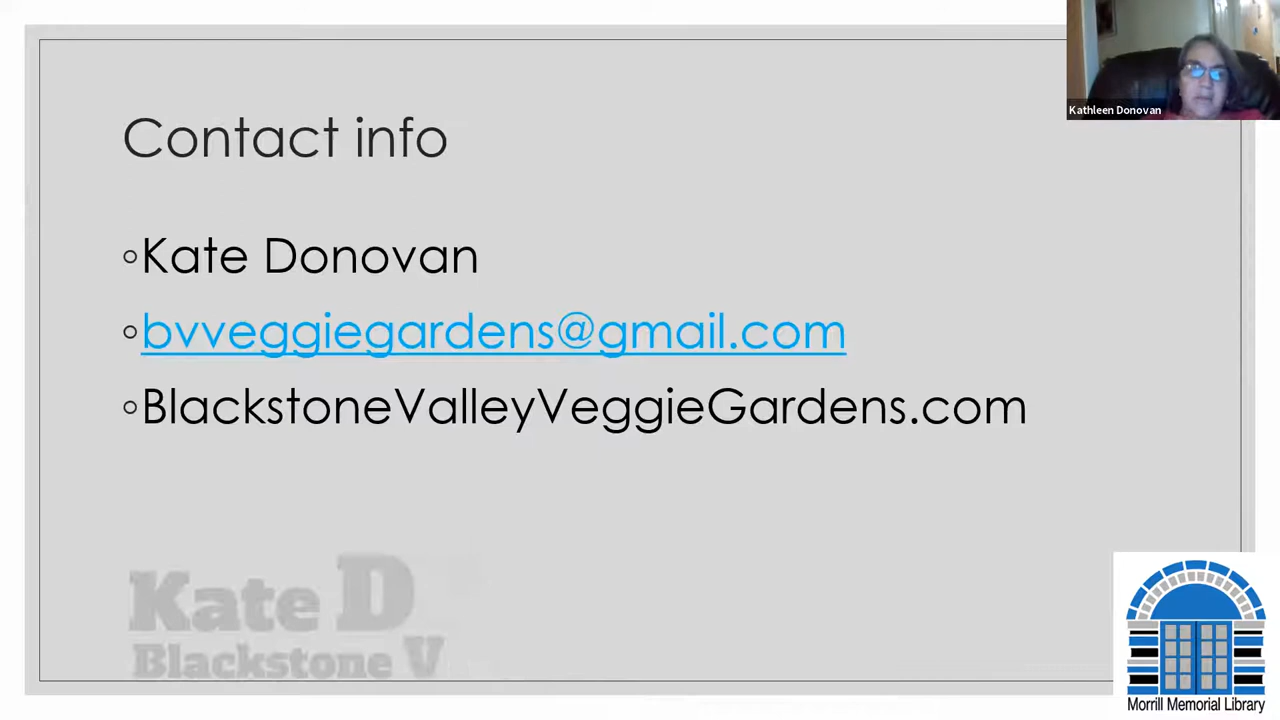 Kathleen Donovan
Contact info
◦Kate Donovan
◦bvveggiegardens@gmail.com
◦BlackstoneValleyVeggieGardens.com
Kate D
Blackstone V
Morrill Memorial Library